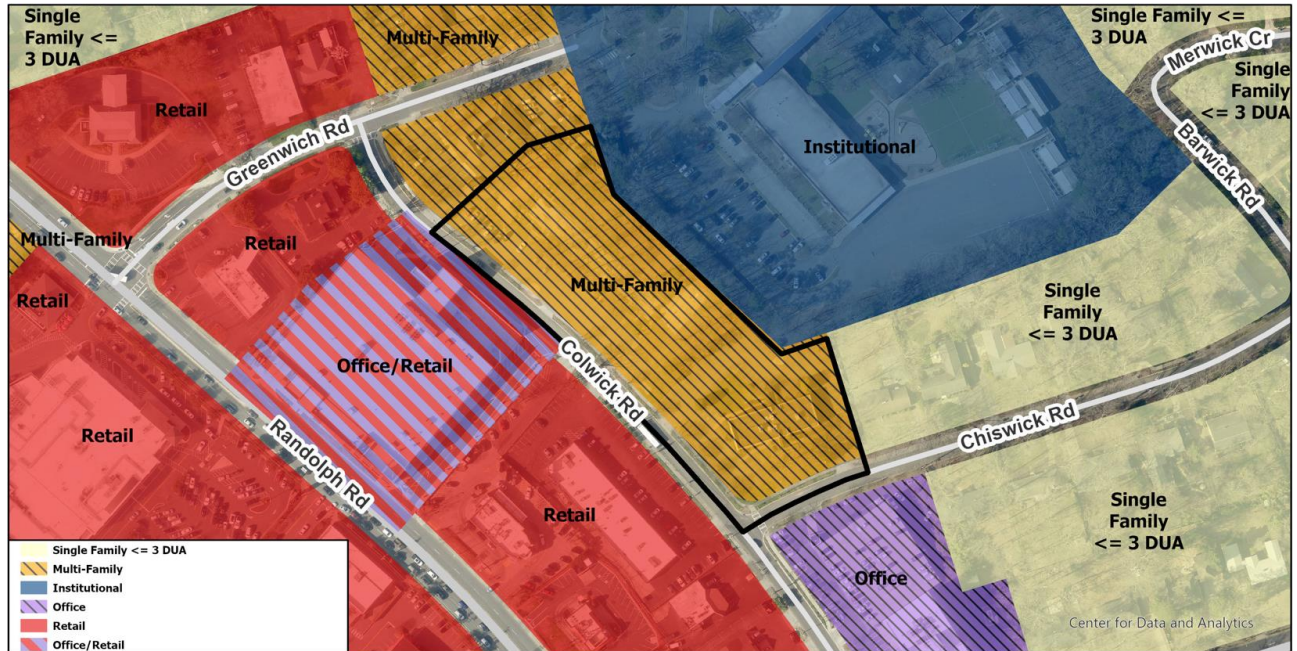 Single
Family <=
3 DUA
Multi-Family
Single Family <=
3 DUA
Merwick Cr
Single
Family
<= 3 DUA
Retail
Greenwich Rd
Institutional
Barwick Rd
Multi-Family
Retail
Retail
Multi-Family
Single
Family
<= 3 DUA
Office/Retail
Colwick Rd
Retail
Randolph Rd
Chiswick Rd
Retail
Single
Family
<= 3 DUA
Office
Single Family <= 3 DUA
Multi-Family
Institutional
Office
Retail
Office/Retail
Center for Data and Analytics